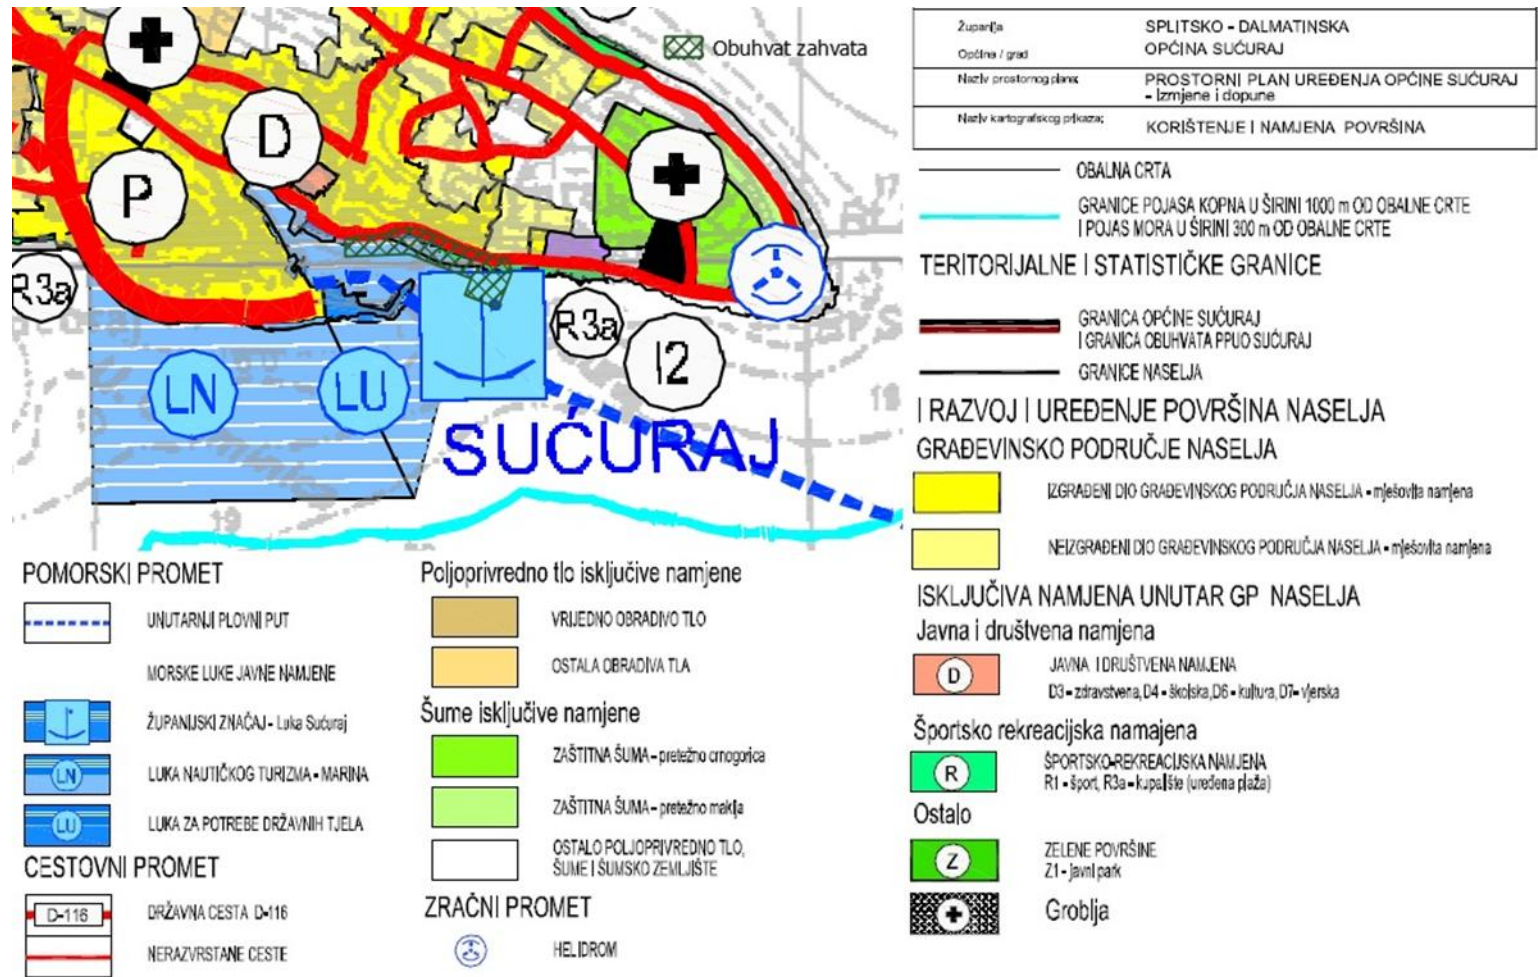 Obuhvat zahvata
D
P
R3a
R3a
I2
LN
LU
SUĆURAJ
Županija SPLITSKO - DALMATINSKA
Općina / grad OPĆINA SUĆURAJ
Naziv prostornog plana: PROSTORNI PLAN UREĐENJA OPĆINE SUĆURAJ
- Izmjene i dopune
Naziv kartografskog prikaza: KORIŠTENJE I NAMJENA POVRŠINA
OBALNA CRTA
GRANICE POJASA KOPNA U ŠIRINI 1000 m OD OBALNE CRTE
I POJAS MORA U ŠIRINI 300 m OD OBALNE CRTE
TERITORIJALNE I STATISTIČKE GRANICE
GRANICA OPĆINE SUĆURAJ
I GRANICA OBUHVATA PPUO SUĆURAJ
GRANICE NASELJA
I RAZVOJ I UREĐENJE POVRŠINA NASELJA
GRAĐEVINSKO PODRUČJE NASELJA
IZGRAĐENI DIO GRAĐEVINSKOG PODRUČJA NASELJA - mješovita namjena
NEIZGRAĐENI DIO GRAĐEVINSKOG PODRUČJA NASELJA - mješovita namjena
ISKLJUČIVA NAMJENA UNUTAR GP NASELJA
Javna i društvena namjena
D JAVNA I DRUŠTVENA NAMJENA
D3 - zdravstvena, D4 - školska, D6 - kultura, D7- vjerska
Športsko rekreacijska namajena
R ŠPORTSKO-REKREACIJSKA NAMJENA
R1 - šport, R3a - kupalište (uređena plaža)
Ostalo
Z ZELENE POVRŠINE
Z1 - javni park
Groblja
POMORSKI PROMET
UNUTARNJI PLOVNI PUT
MORSKE LUKE JAVNE NAMJENE
ŽUPANIJSKI ZNAČAJ - Luka Sućuraj
LN LUKA NAUTIČKOG TURIZMA - MARINA
LU LUKA ZA POTREBE DRŽAVNIH TJELA
CESTOVNI PROMET
D-116 DRŽAVNA CESTA D-116
NERAZVRSTANE CESTE
Poljoprivredno tlo isključive namjene
VRIJEDNO OBRADIVO TLO
OSTALA OBRADIVA TLA
Šume isključive namjene
ZAŠTITNA ŠUMA - pretežno crnogorica
ZAŠTITNA ŠUMA - pretežno makija
OSTALO POLJOPRIVREDNO TLO,
ŠUME I ŠUMSKO ZEMLJIŠTE
ZRAČNI PROMET
HELIDROM